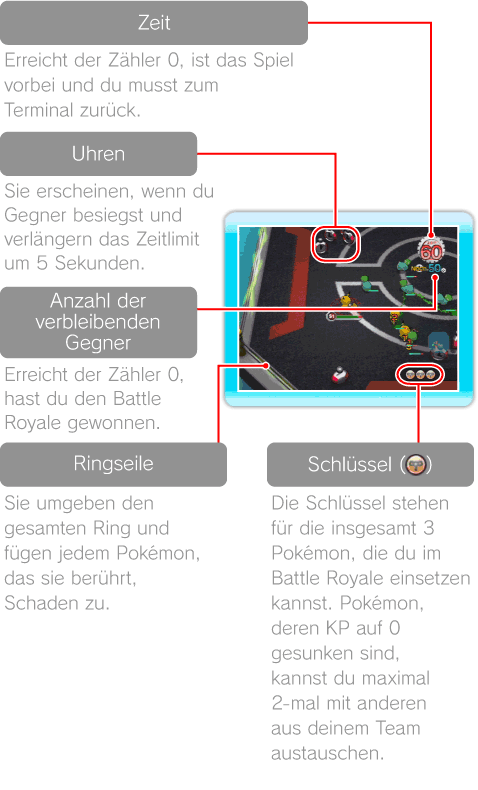 Zeit
Erreicht der Zähler 0, ist das Spiel
vorbei und du musst zum
Terminal zurück.
Uhren
Sie erscheinen, wenn du
Gegner besiegst und
verlängern das Zeitlimit
um 5 Sekunden.
Anzahl der
verbleibenden
Gegner
Erreicht der Zähler 0,
hast du den Battle
Royale gewonnen.
60
50
Ringseile
Sie umgeben den
gesamten Ring und
fügen jedem Pokémon,
das sie berührt,
Schaden zu.
Schlüssel ( )
Die Schlüssel stehen
für die insgesamt 3
Pokémon, die du im
Battle Royale einsetzen
kannst. Pokémon,
deren KP auf 0
gesunken sind,
kannst du maximal
2-mal mit anderen
aus deinem Team
austauschen.